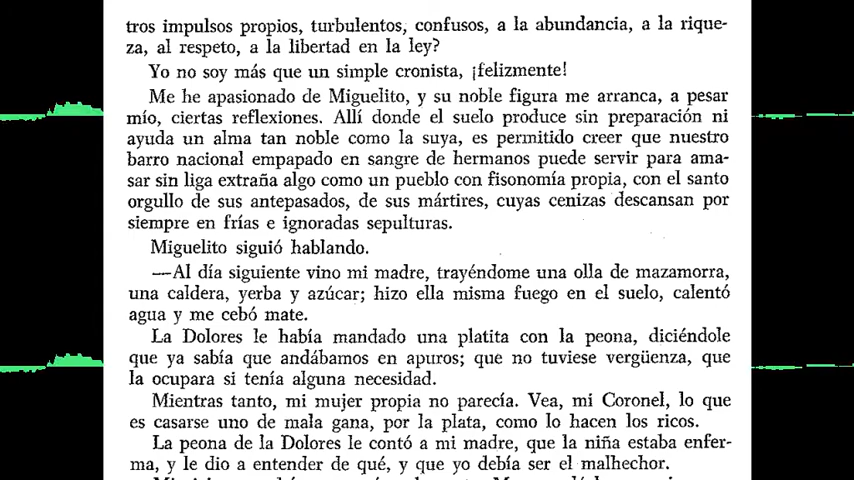 tros impulsos propios, turbulentos, confusos, a la abundancia, a la rique-
za, al respeto, a la libertad en la ley?
Yo no soy más que un simple cronista, ¡felizmente!
Me he apasionado de Miguelito, y su noble figura me arranca, a pesar
mío, ciertas reflexiones. Allí donde el suelo produce sin preparación ni
ayuda un alma tan noble como la suya, es permitido creer que nuestro
barro nacional empapado en sangre de hermanos puede servir para ama-
sar sin liga extraña algo como un pueblo con fisonomía propia, con el santo
orgullo de sus antepasados, de sus mártires, cuyas cenizas descansan por
siempre en frías e ignoradas sepulturas.
Miguelito siguió hablando.
—Al día siguiente vino mi madre, trayéndome una olla de mazamorra,
una caldera, yerba y azúcar; hizo ella misma fuego en el suelo, calentó
agua y me cebó mate.
La Dolores le había mandado una platita con la peona, diciéndole
que ya sabía que andábamos en apuros; que no tuviese vergüenza, que
la ocupara si tenía alguna necesidad.
Mientras tanto, mi mujer propia no parecía. Vea, mi Coronel, lo que
es casarse uno de mala gana, por la plata, como lo hacen los ricos.
La peona de la Dolores le contó a mi madre, que la niña estaba enfer-
ma, y le dio a entender de qué, y que yo debía ser el malhechor.